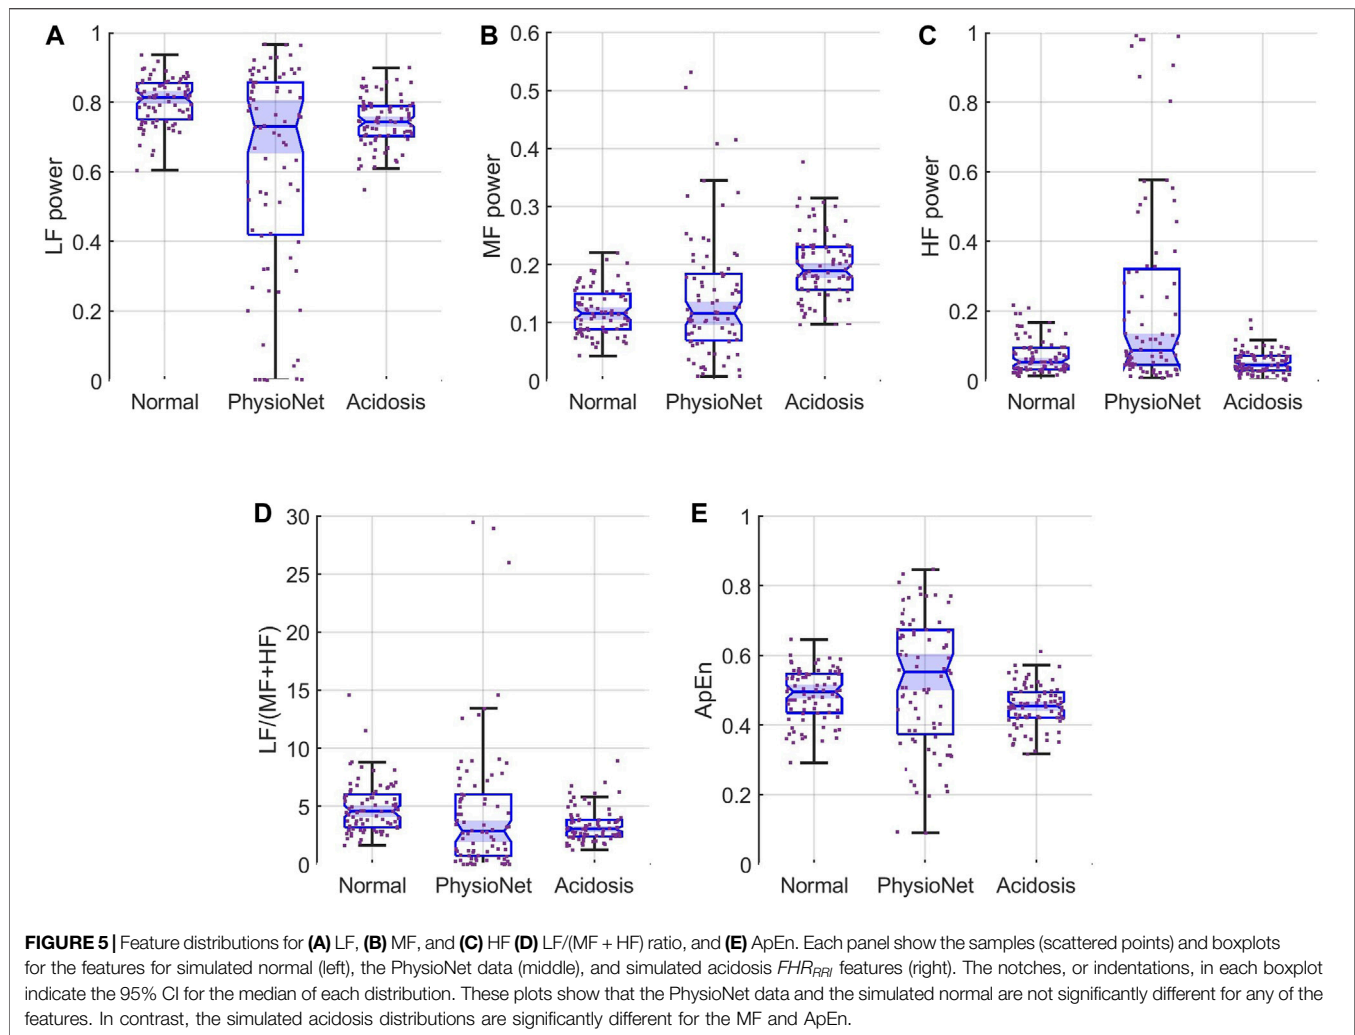 A
1
0.8
0.6
0.4
0.2
0
LF power
Normal PhysioNet Acidosis
B
0.6
0.5
0.4
0.3
0.2
0.1
0
MF power
Normal PhysioNet Acidosis
C
1
0.8
0.6
0.4
0.2
0
HF power
Normal PhysioNet Acidosis
D
30
25
20
15
10
5
0
LF/(MF+HF)
Normal PhysioNet Acidosis
E
1
0.8
0.6
0.4
0.2
0
ApEn
Normal PhysioNet Acidosis
FIGURE 5 | Feature distributions for (A) LF, (B) MF, and (C) HF (D) LF/(MF + HF) ratio, and (E) ApEn. Each panel show the samples (scattered points) and boxplots
for the features for simulated normal (left), the PhysioNet data (middle), and simulated acidosis FHR_RRI features (right). The notches, or indentations, in each boxplot
indicate the 95% CI for the median of each distribution. These plots show that the PhysioNet data and the simulated normal are not significantly different for any of the
features. In contrast, the simulated acidosis distributions are significantly different for the MF and ApEn.